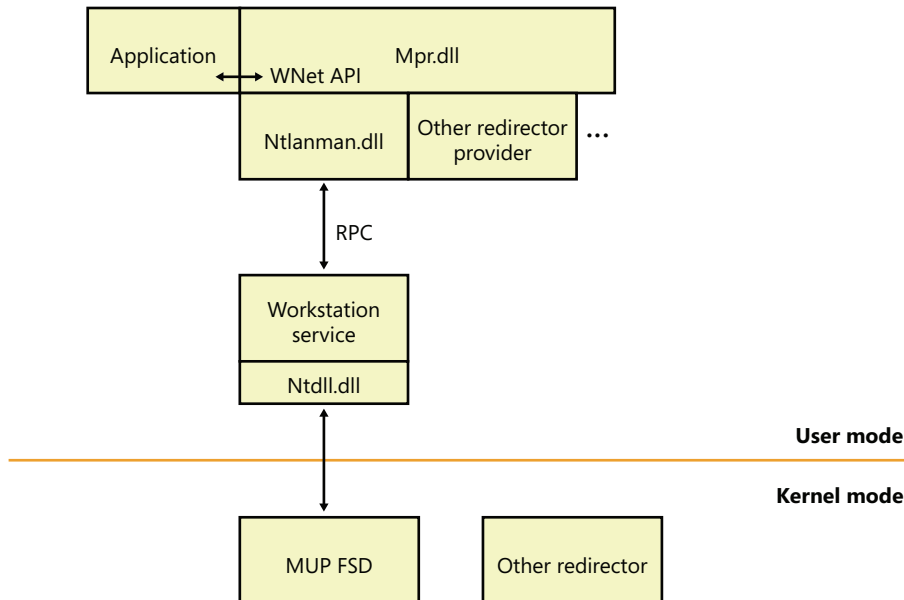 Application
Mpr.dll
WNet API
Ntlanman.dll
Other redirector
provider
...
RPC
Workstation
service
Ntdll.dll
User mode
Kernel mode
MUP FSD
Other redirector